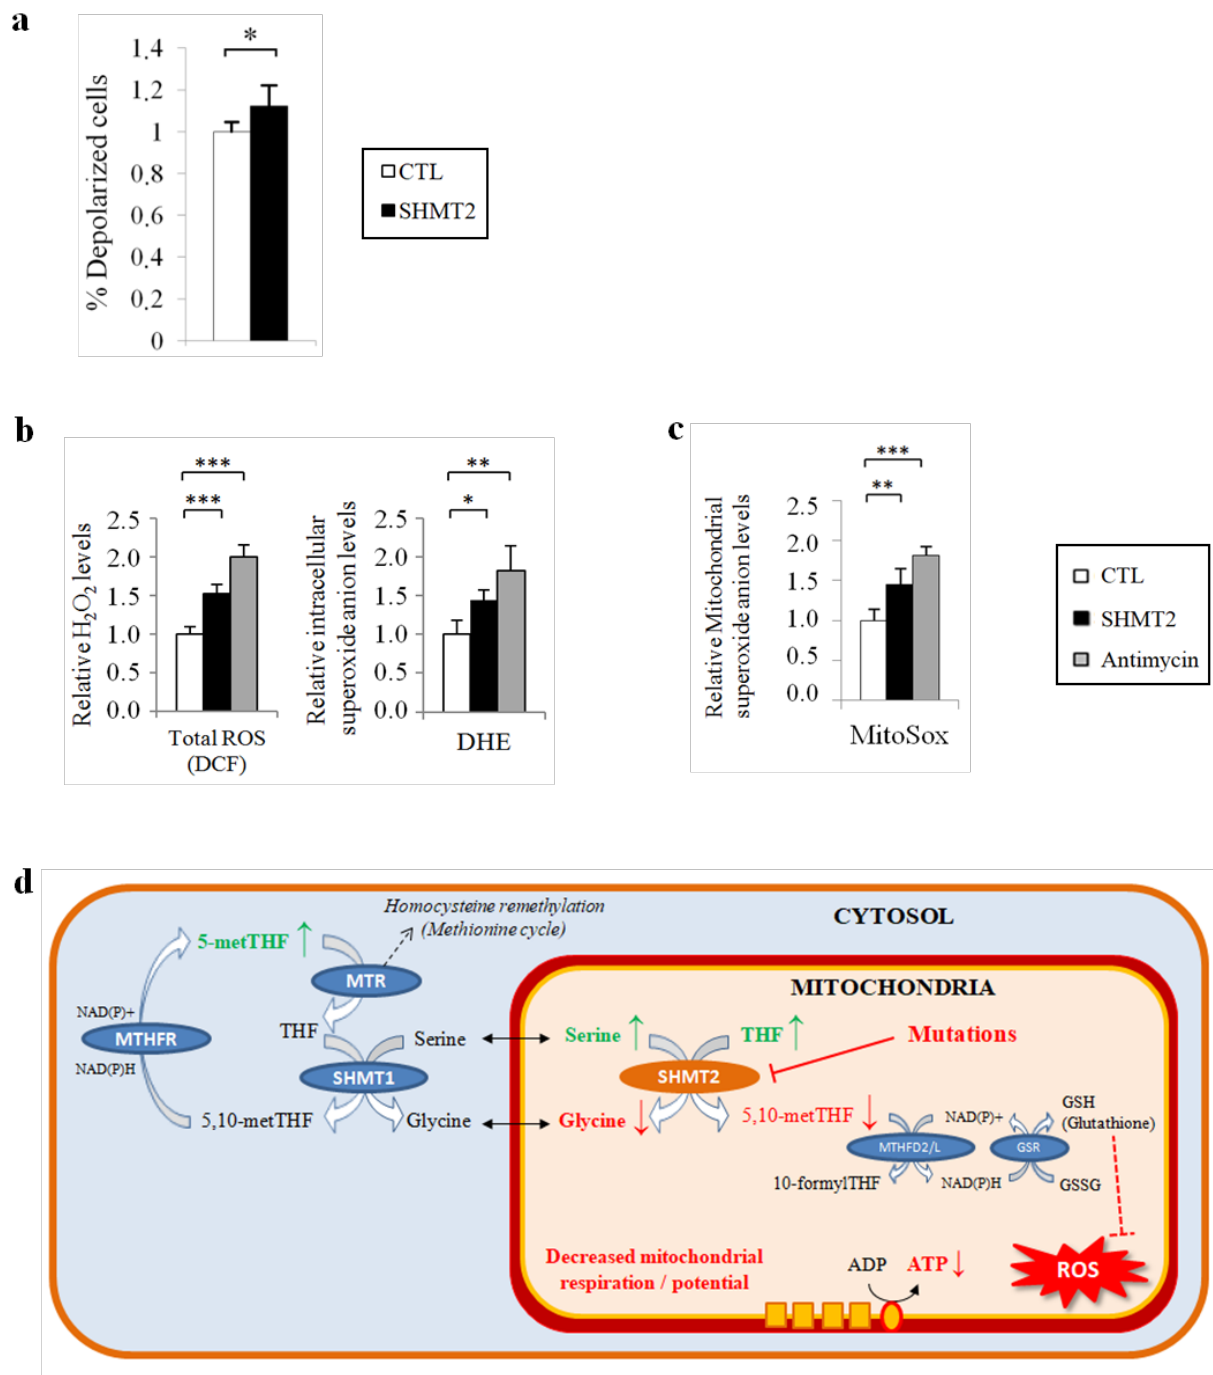 a
*
1.4
1.2
1
0.8
0.6
0.4
0.2
0
% Depolarized cells
CTL
SHMT2
b
***
***
2.5
2.0
1.5
1.0
0.5
0.0
Relative H2O2 levels
Total ROS
(DCF)
**
*
2.5
2.0
1.5
1.0
0.5
0.0
Relative intracellular
superoxide anion levels
DHE
c
***
**
2.5
2.0
1.5
1.0
0.5
0.0
Relative Mitochondrial
superoxide anion levels
MitoSox
CTL
SHMT2
Antimycin
d
Homocysteine remethylation
(Methionine cycle)
CYTOSOL
5-metTHF ↑
MTR
NAD(P)+
MTHFR
NAD(P)H
THF
Serine
SHMT1
5,10-metTHF
Glycine
MITOCHONDRIA
Serine ↑
THF ↑
Mutations
SHMT2
Glycine ↓
5,10-metTHF ↓
NAD(P)+
GSH
(Glutathione)
MTHFD2/L
GSR
10-formylTHF
NAD(P)H
GSSG
Decreased mitochondrial
respiration / potential
ADP
ATP ↓
ROS